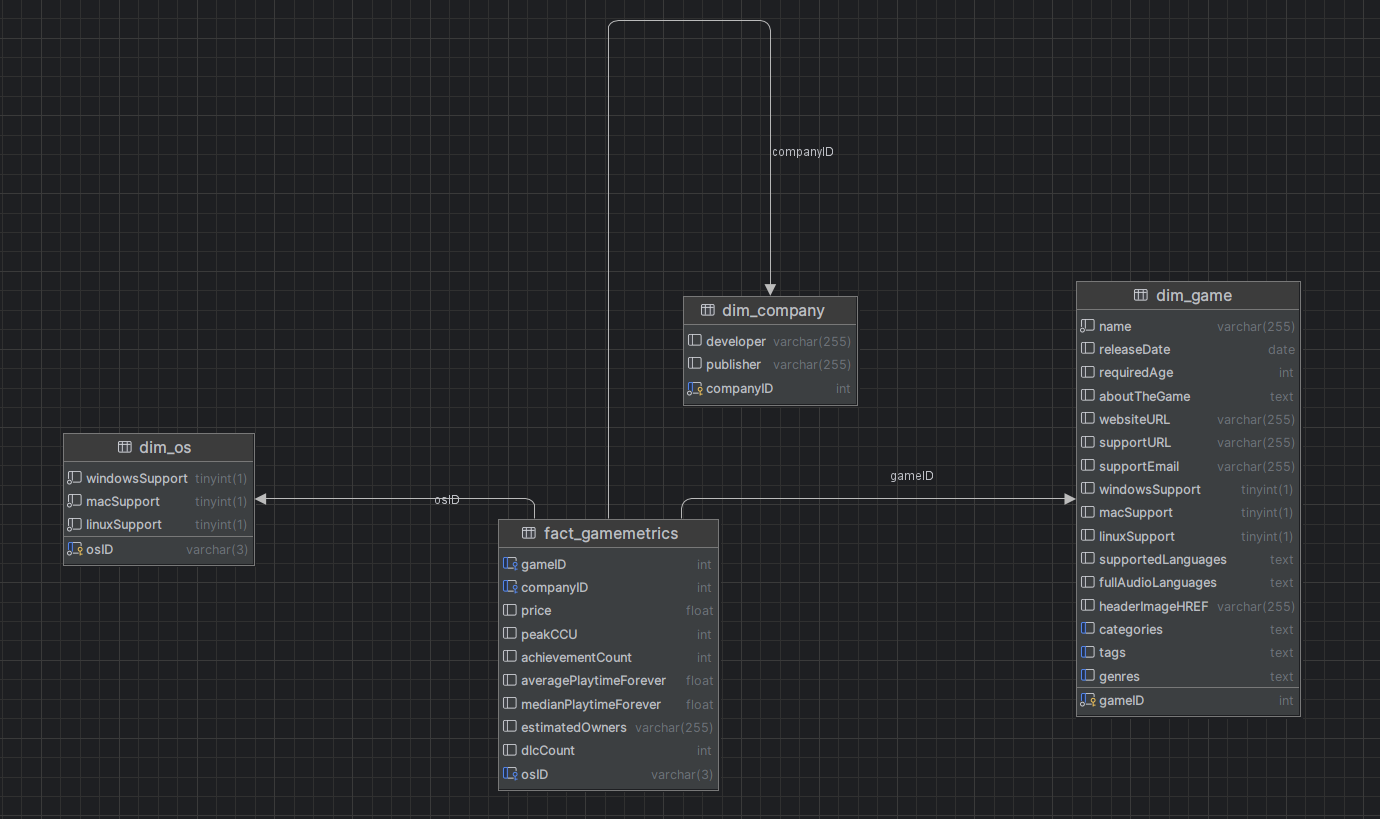 companyID
dim_company
developer varchar(255)
publisher varchar(255)
companyID int
dim_game
name varchar(255)
releaseDate date
requiredAge int
aboutTheGame text
websiteURL varchar(255)
supportURL varchar(255)
supportEmail varchar(255)
windowsSupport tinyint(1)
macSupport tinyint(1)
linuxSupport tinyint(1)
supportedLanguages text
fullAudioLanguages text
headerImageHREF varchar(255)
categories text
tags text
genres text
gameID int
dim_os
windowsSupport tinyint(1)
macSupport tinyint(1)
linuxSupport tinyint(1)
osID varchar(3)
osID
gameID
fact_gamemetrics
gameID int
companyID int
price float
peakCCU int
achievementCount int
averagePlaytimeForever float
medianPlaytimeForever float
estimatedOwners varchar(255)
dlcCount int
osID varchar(3)